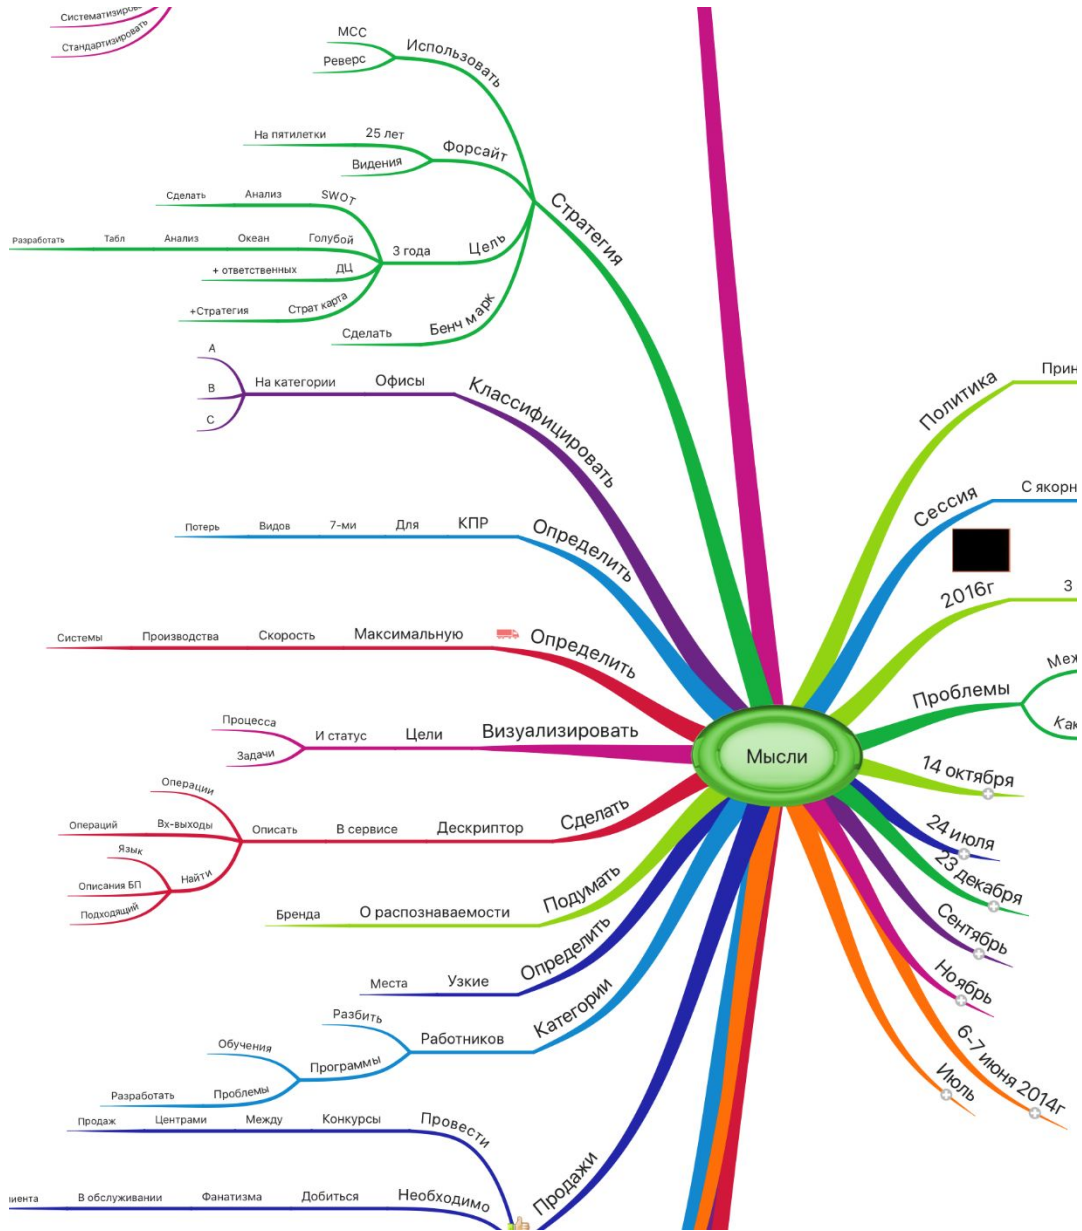 Систематизирова
Стандартизировать
МСС
Реверс
Использовать
На пятилетки
25 лет
Видения
Форсайт
Сделать
Анализ
SWOT
Разработать
Табл
Анализ
Океан
Голубой
+ ответственных
ДЦ
+Стратегия
Страт карта
3 года
Цель
Сделать
Бенч марк
Стратегия
A
B
C
На категории
Офисы
Классифицировать
Потерь
Видов
7-ми
Для
КПР
Определить
Системы
Производства
Скорость
Максимальную
Определить
Процесса
Задачи
И статус
Цели
Визуализировать
Операции
Операций
Вх-выходы
Язык
Описания БП
Подходящий
Найти
Описать
В сервисе
Дескриптор
Сделать
Бренда
О распознаваемости
Подумать
Места
Узкие
Определить
Разбить
Обучения
Разработать
Проблемы
Программы
Работников
Категории
Продаж
Центрами
Между
Конкурсы
Провести
иента
В обслуживании
Фанатизма
Добиться
Необходимо
Продажи
Мысли
Политика
Прин
Сессия
С якорн
2016г
3
Проблемы
Меж
Как
14 октября
24 июля
23 декабря
Сентябрь
Ноябрь
6-7 июня 2014г
Июль